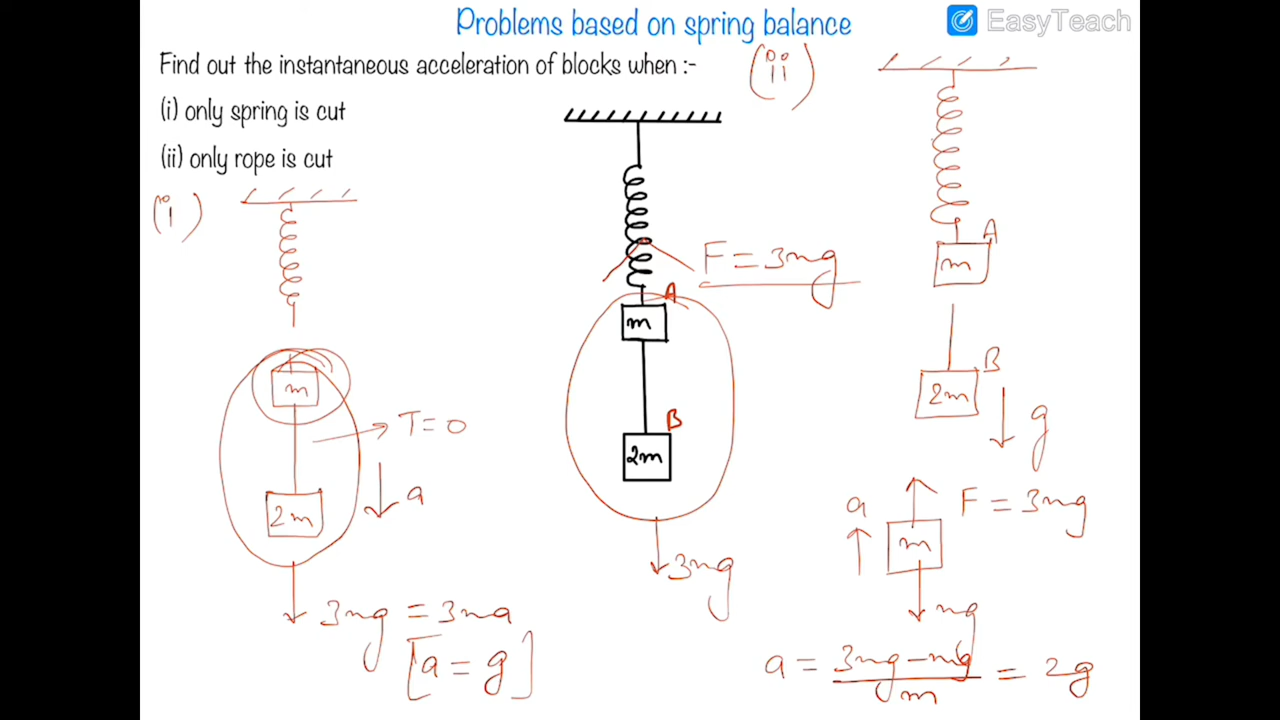 Problems based on spring balance
EasyTeach
Find out the instantaneous acceleration of blocks when :-
(i) only spring is cut
(ii) only rope is cut
(i)
m
T = 0
2m
a
3mg = 3ma
[a = g]
F = 3mg
A
m
B
2m
3mg
(ii)
A
m
B
2m
g
a
F = 3mg
m
mg
a = 3mg - mg / m = 2g